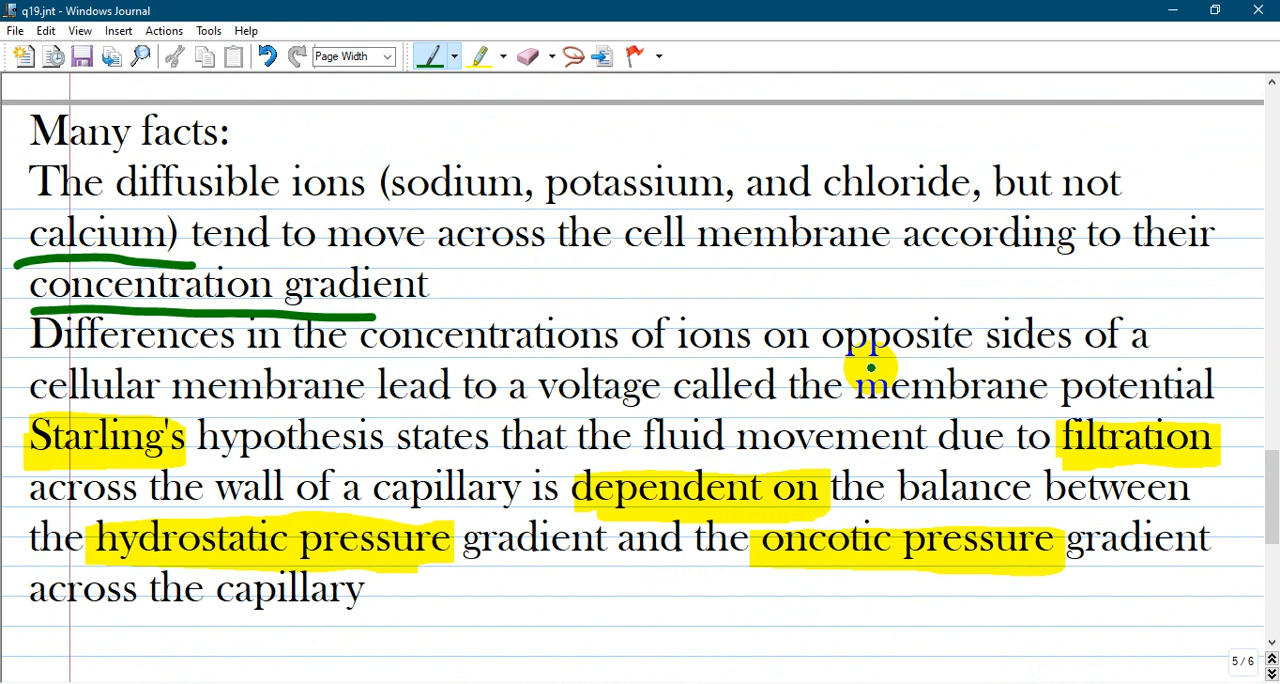 q19.jnt - Windows Journal
File Edit View Insert Actions Tools Help
Page Width
Many facts:
The diffusible ions (sodium, potassium, and chloride, but not
calcium) tend to move across the cell membrane according to their
concentration gradient
Differences in the concentrations of ions on opposite sides of a
cellular membrane lead to a voltage called the membrane potential
Starling's hypothesis states that the fluid movement due to filtration
across the wall of a capillary is dependent on the balance between
the hydrostatic pressure gradient and the oncotic pressure gradient
across the capillary
5 / 6